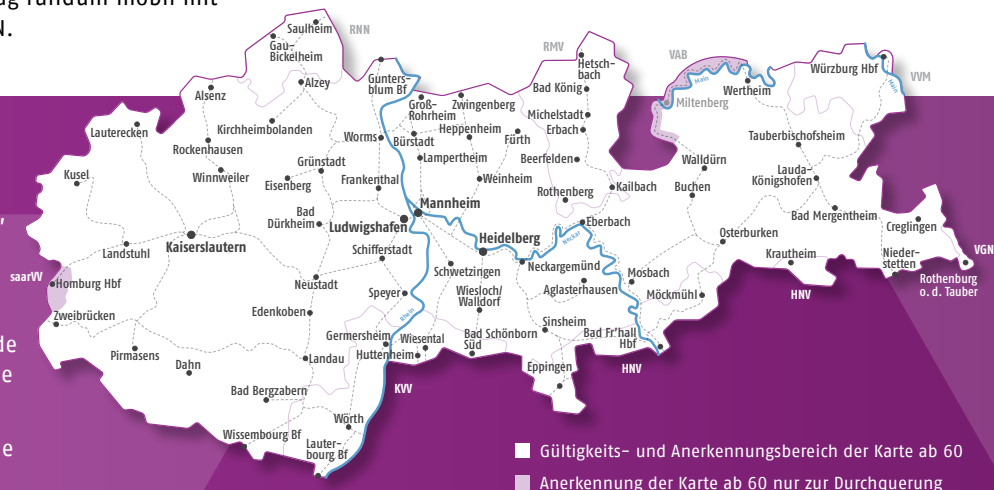 rundum mobil mit
N.
RNN
RMV
VAB
VVM
saarVV
KVV
HNV
HNV
VGN
Saulheim
Gau-
Bickelheim
Alzey
Alsenz
Lauterecken
Kirchheimbolanden
Rockenhausen
Kusel
Winnweiler
Grünstadt
Eisenberg
Worms
Gunters-
blum Bf
Groß-
Rohrheim
Zwingenberg
Heppenheim
Bürstadt
Lampertheim
Fürth
Weinheim
Frankenthal
Hetsch-
bach
Bad König
Michelstadt
Erbach
Beerfelden
Rothenberg
Kailbach
Main
Miltenberg
Wertheim
Würzburg Hbf
Main
Tauberbischofsheim
Walldürn
Lauda-
Königshofen
Buchen
Bad Mergentheim
Creglingen
Osterburken
Krautheim
Nieder-
stetten
Rothenburg
o. d. Tauber
Mannheim
Ludwigshafen
Bad
Dürkheim
Kaiserslautern
Landstuhl
Homburg Hbf
Zweibrücken
Pirmasens
Dahn
Schifferstadt
Heidelberg
Neckar
Eberbach
Neckargemünd
Mosbach
Aglasterhausen
Möckmühl
Schwetzingen
Wiesloch/
Walldorf
Neustadt
Speyer
Rhein
Edenkoben
Germersheim
Wiesental
Huttenheim
Bad Schönborn
Süd
Sinsheim
Bad Fr'hall
Hbf
Eppingen
Landau
Bad Bergzabern
Wörth
Wissembourg Bf
Lauter-
bourg Bf
de
e
e
Gültigkeits- und Anerkennungsbereich der Karte ab 60
Anerkennung der Karte ab 60 nur zur Durchquerung